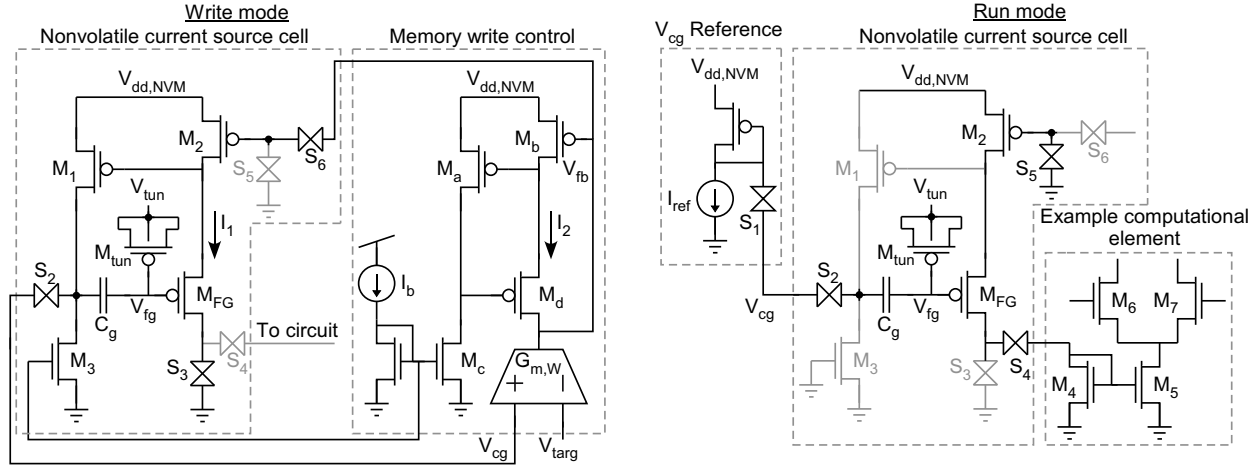 Write mode
Nonvolatile current source cell
Memory write control
V_dd,NVM
V_dd,NVM
M_2
M_b
S_6
V_fb
S_5
M_1
M_a
V_tun
I_1
I_2
M_tun
S_2
I_b
C_g
V_fg
M_FG
M_d
To circuit
S_4
S_3
M_3
M_c
G_m,W
+
−
V_cg
V_targ
Run mode
V_cg Reference
Nonvolatile current source cell
V_dd,NVM
V_dd,NVM
M_2
S_6
S_5
M_1
I_ref
S_1
V_tun
Example computational
element
M_tun
S_2
M_6
M_7
V_cg
C_g
V_fg
M_FG
S_4
M_3
S_3
M_4
M_5